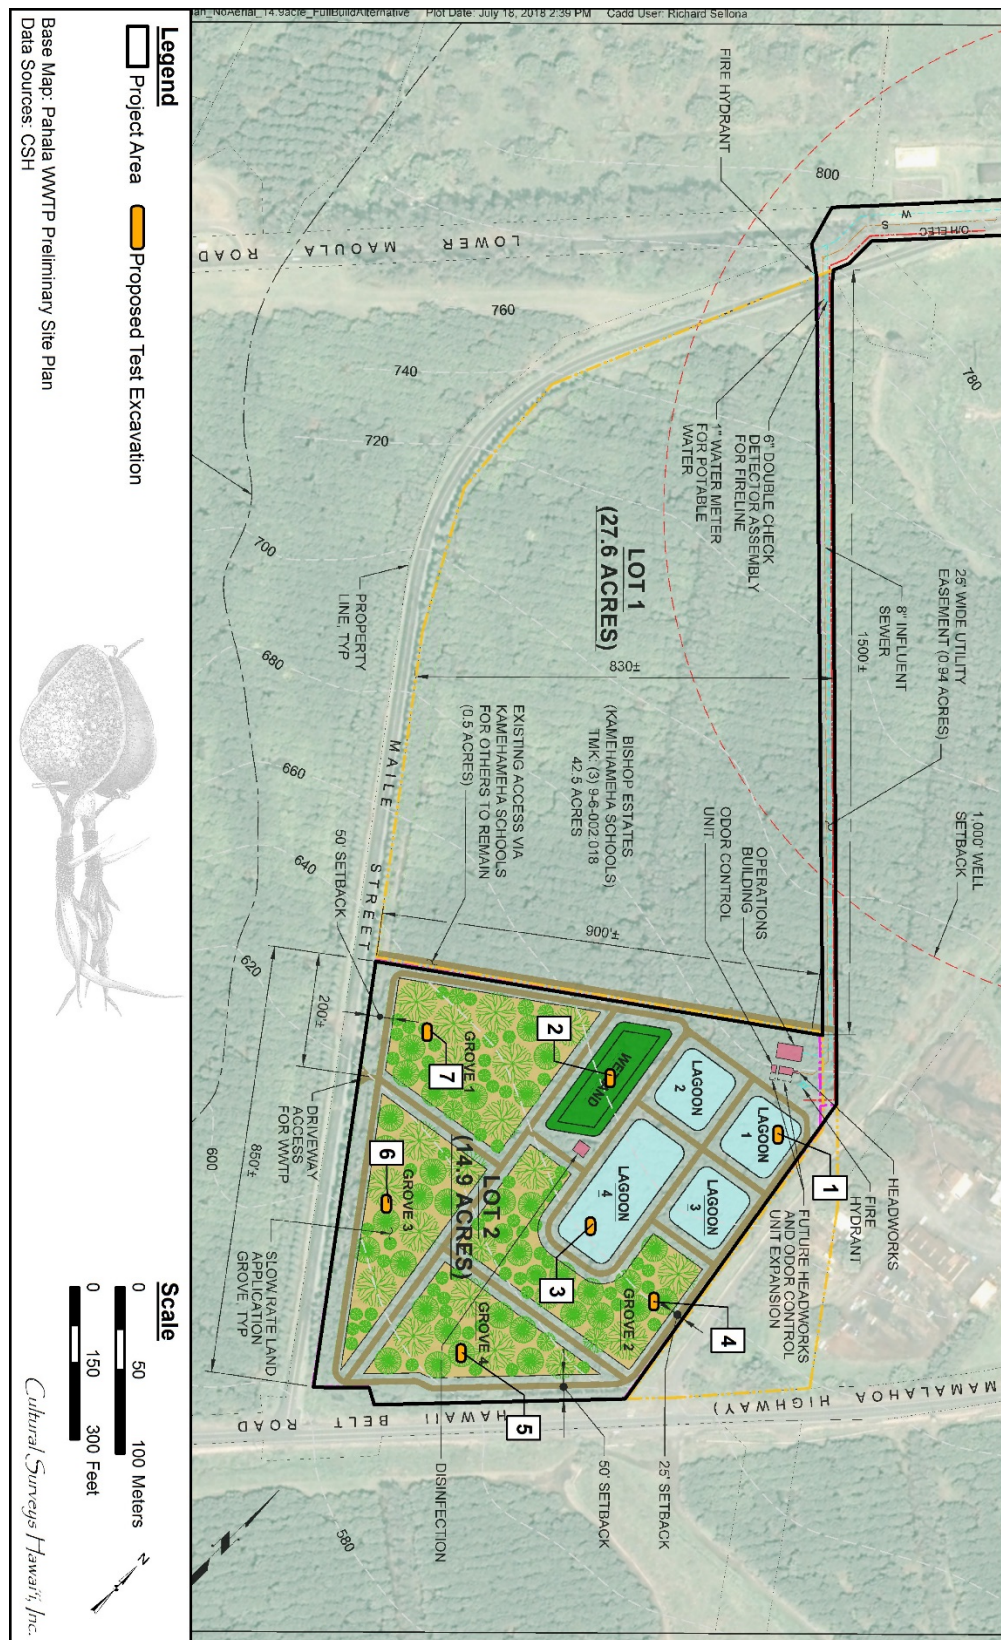 an_NoAerial_14.9acre_FullBuildAlternative    Plot Date: July 18, 2018 2:39 PM    Cadd User: Richard Sellona
FIRE HYDRANT
800
LOWER MAOULA ROAD
W
S
O/H ELEC
760
740
720
700
680
660
640
620
600
580
780
6" DOUBLE CHECK
DETECTOR ASSEMBLY
FOR FIRELINE
1" WATER METER
FOR POTABLE
WATER
25' WIDE UTILITY
EASEMENT (0.94 ACRES)
8" INFLUENT
SEWER
1500±
1,000' WELL
SETBACK
LOT 1
(27.6 ACRES)
830±
PROPERTY
LINE, TYP
MAILE STREET
BISHOP ESTATES
(KAMEHAMEHA SCHOOLS)
TMK: (3) 9-6-002:018
42.5 ACRES
EXISTING ACCESS VIA
KAMEHAMEHA SCHOOLS
FOR OTHERS TO REMAIN
(0.5 ACRES)
ODOR CONTROL
UNIT
OPERATIONS
BUILDING
50' SETBACK
900'±
200'±
850'±
DRIVEWAY
ACCESS
FOR WWTP
SLOW RATE LAND
APPLICATION
GROVE, TYP
HEADWORKS
FIRE
HYDRANT
FUTURE HEADWORKS
AND ODOR CONTROL
UNIT EXPANSION
LAGOON
1
LAGOON
2
LAGOON
3
LAGOON
4
WETLAND
GROVE 1
GROVE 2
GROVE 3
GROVE 4
LOT 2
(14.9 ACRES)
1
2
3
4
5
6
7
25' SETBACK
50' SETBACK
DISINFECTION
HAWAII BELT ROAD
MAMALAHOA HIGHWAY)
Legend
Project Area
Proposed Test Excavation
Base Map: Pahala WWTP Preliminary Site Plan
Data Sources: CSH
Scale
0 50 100 Meters
0 150 300 Feet
N
Cultural Surveys Hawai'i, Inc.